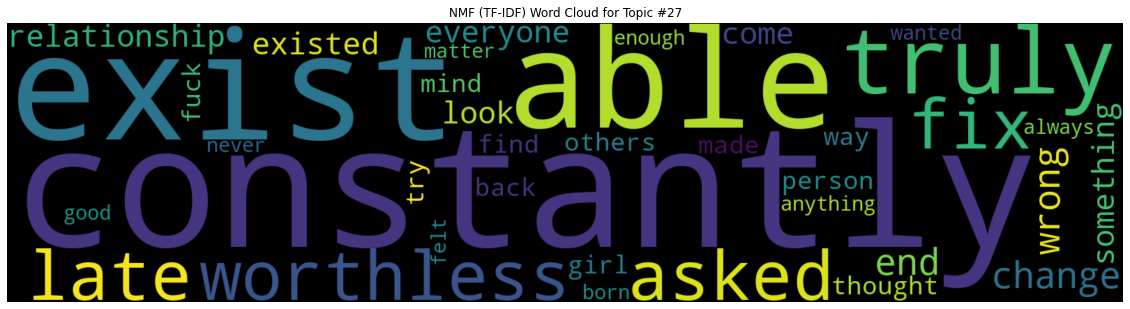 NMF (TF-IDF) Word Cloud for Topic #27
relationship existed everyone enough come wanted
matter
exist able truly
fuck mind look fix always
never find others made way something
constantly
try back person wrong
good anything
felt
late worthless girl asked end change
born thought